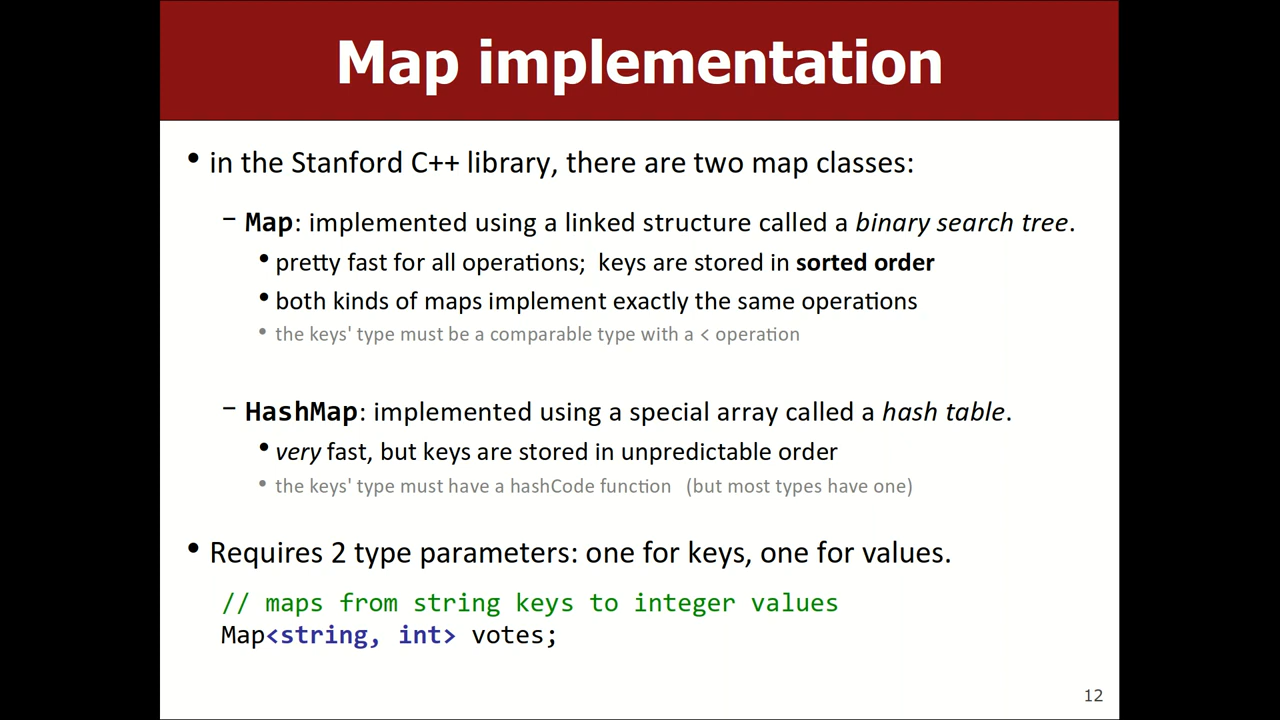 Map implementation
• in the Stanford C++ library, there are two map classes:
– Map: implemented using a linked structure called a binary search tree.
• pretty fast for all operations;  keys are stored in sorted order
• both kinds of maps implement exactly the same operations
• the keys' type must be a comparable type with a < operation
– HashMap: implemented using a special array called a hash table.
• very fast, but keys are stored in unpredictable order
• the keys' type must have a hashCode function   (but most types have one)
• Requires 2 type parameters: one for keys, one for values.
// maps from string keys to integer values
Map<string, int> votes;
12